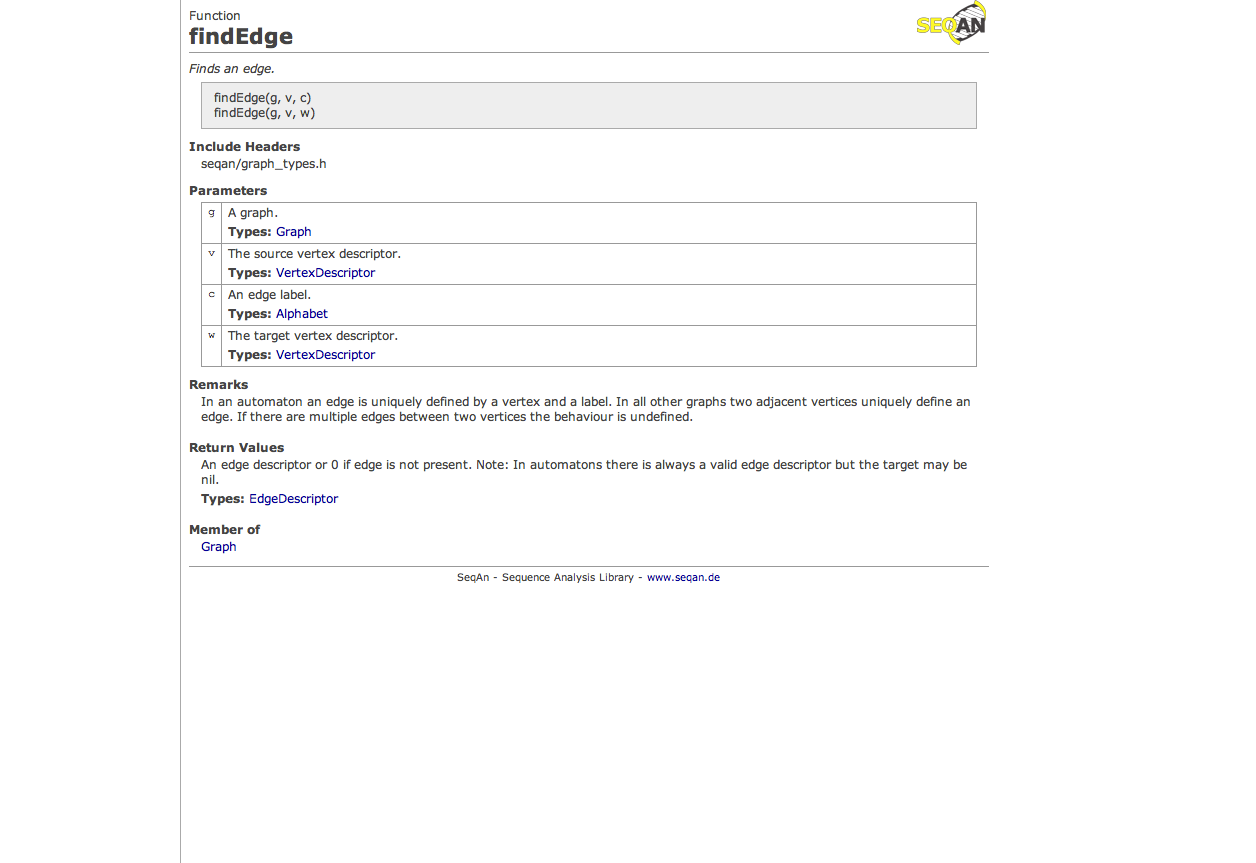 Function
SEQAN
findEdge
Finds an edge.
findEdge(g, v, c)
findEdge(g, v, w)
Include Headers
seqan/graph_types.h
Parameters
g A graph.
Types: Graph
v The source vertex descriptor.
Types: VertexDescriptor
c An edge label.
Types: Alphabet
w The target vertex descriptor.
Types: VertexDescriptor
Remarks
In an automaton an edge is uniquely defined by a vertex and a label. In all other graphs two adjacent vertices uniquely define an
edge. If there are multiple edges between two vertices the behaviour is undefined.
Return Values
An edge descriptor or 0 if edge is not present. Note: In automatons there is always a valid edge descriptor but the target may be
nil.
Types: EdgeDescriptor
Member of
Graph
SeqAn - Sequence Analysis Library - www.seqan.de